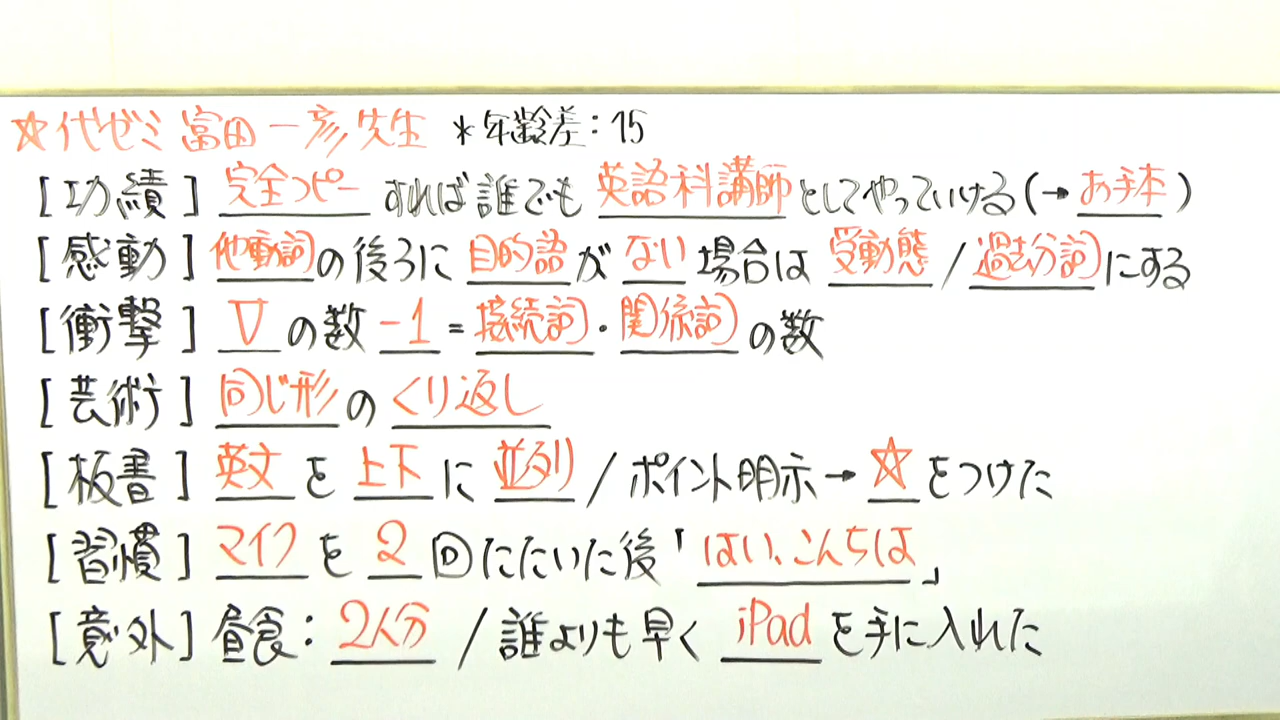 ☆代ゼミ 富田一彦先生 *年齢差:15
[功績] 完全コピーすれば誰でも英語科講師としてやっていける(→お手本)
[感動] 他動詞の後ろに目的語がない場合は受動態/過去分詞にする
[衝撃] Vの数-1=接続詞・関係詞の数
[芸術] 同じ形のくり返し
[板書] 英文を上下に並列/ポイント明示→☆をつけた
[習慣] マイクを2回たたいた後「はい、こんちは」
[意外] 昼食:2人分/誰よりも早くiPadを手に入れた